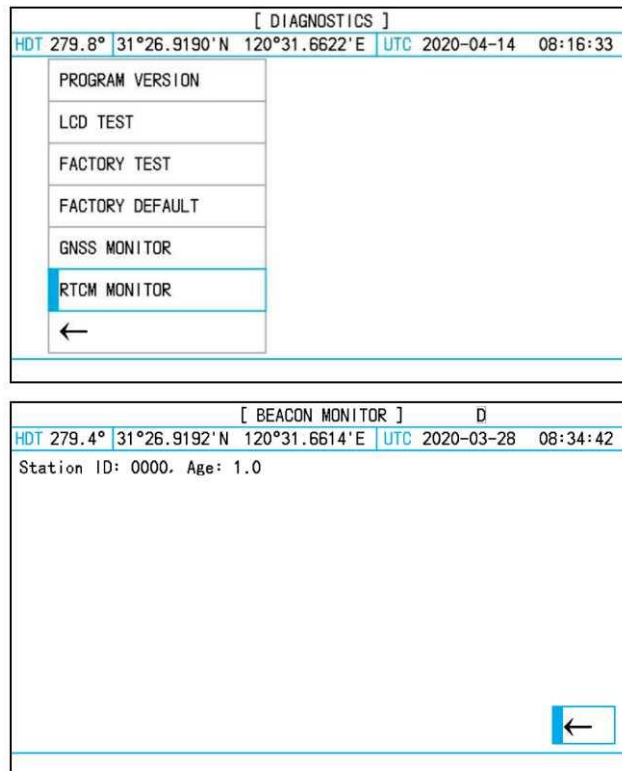 [ DIAGNOSTICS ]
HDT 279.8° 31°26.9190'N 120°31.6622'E UTC 2020-04-14 08:16:33
PROGRAM VERSION
LCD TEST
FACTORY TEST
FACTORY DEFAULT
GNSS MONITOR
RTCM MONITOR
←
[ BEACON MONITOR ] D
HDT 279.4° 31°26.9192'N 120°31.6614'E UTC 2020-03-28 08:34:42
Station ID: 0000, Age: 1.0
←